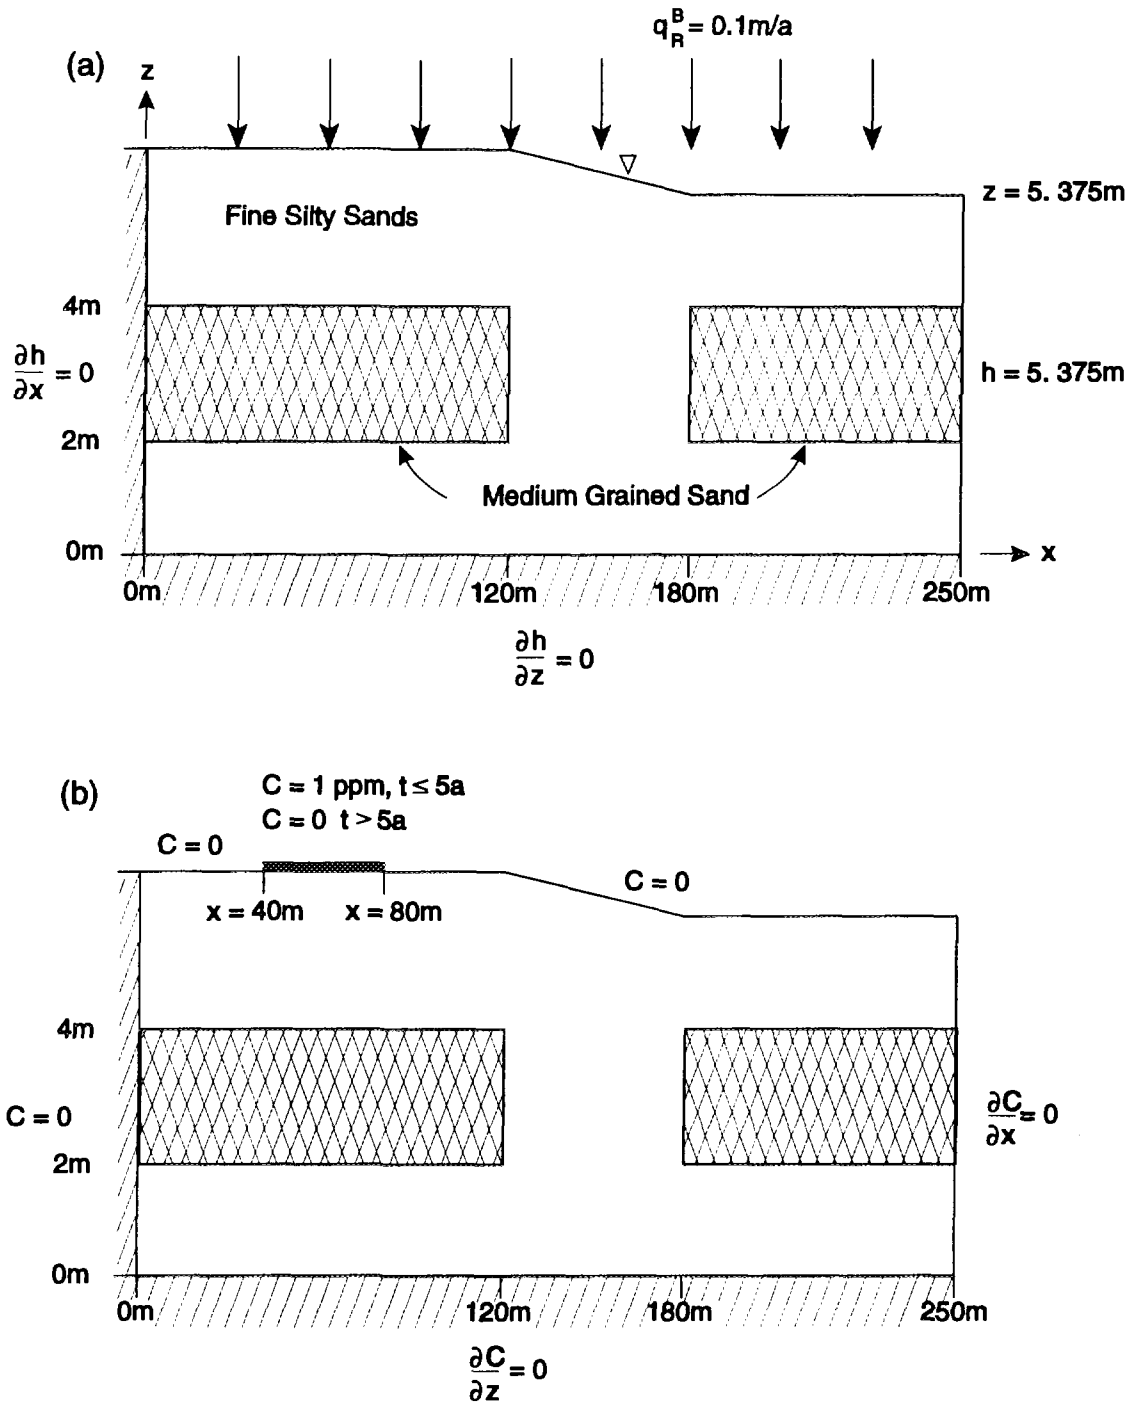 (a)
z
q_R^B = 0.1m/a
z = 5. 375m
Fine Silty Sands
4m
∂h/∂x = 0
h = 5. 375m
2m
Medium Grained Sand
0m
x
0m 120m 180m 250m
∂h/∂z = 0
(b)
C = 1 ppm, t ≤ 5a
C = 0 t > 5a
C = 0
C = 0
x = 40m x = 80m
4m
C = 0
∂C/∂x = 0
2m
0m
0m 120m 180m 250m
∂C/∂z = 0